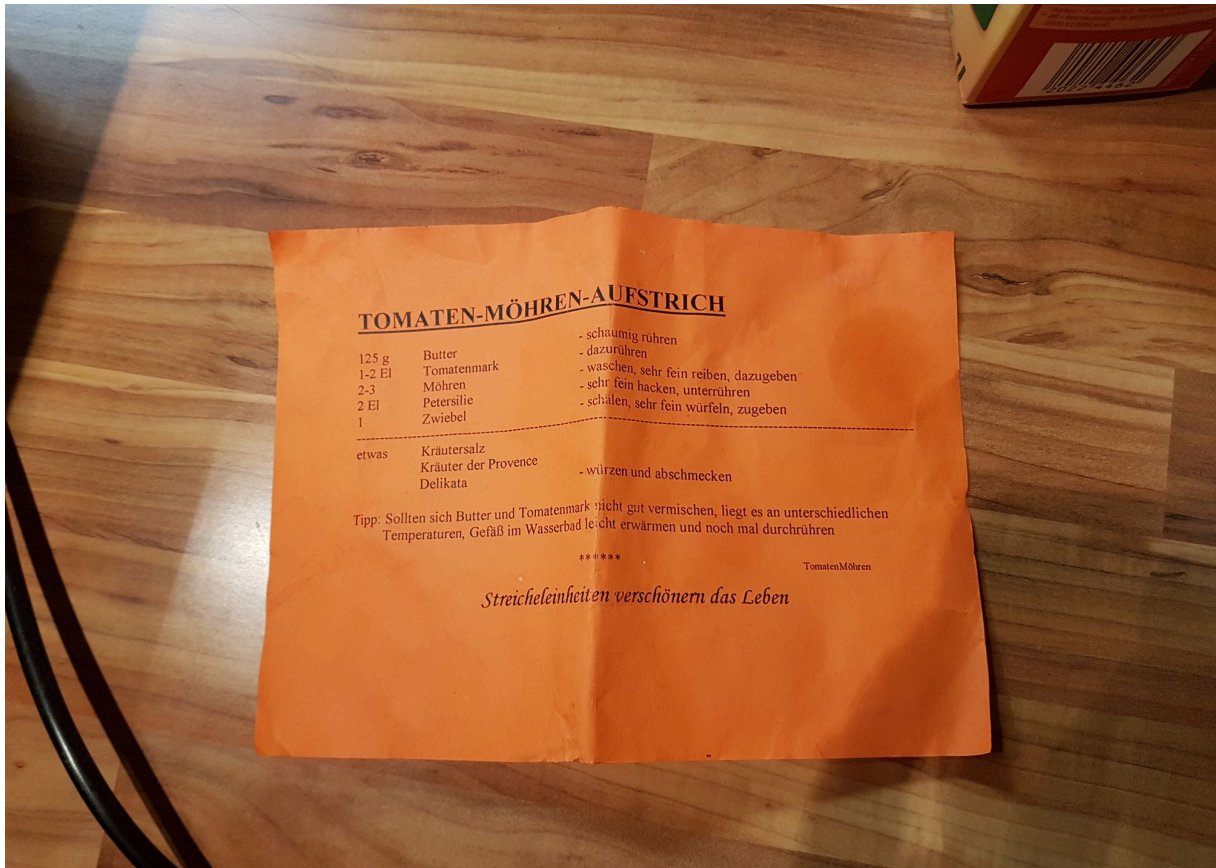 TOMATEN-MÖHREN-AUFSTRICH
125 g Butter - schaumig rühren
1-2 El Tomatenmark - dazurühren
2-3 Möhren - waschen, sehr fein reiben, dazugeben
2 El Petersilie - sehr fein hacken, unterrühren
1 Zwiebel - schälen, sehr fein würfeln, zugeben
etwas Kräutersalz
Kräuter der Provence - würzen und abschmecken
Delikata
Tipp: Sollten sich Butter und Tomatenmark nicht gut vermischen, liegt es an unterschiedlichen
Temperaturen, Gefäß im Wasserbad leicht erwärmen und noch mal durchrühren
******
TomatenMöhren
Streicheleinheiten verschönern das Leben